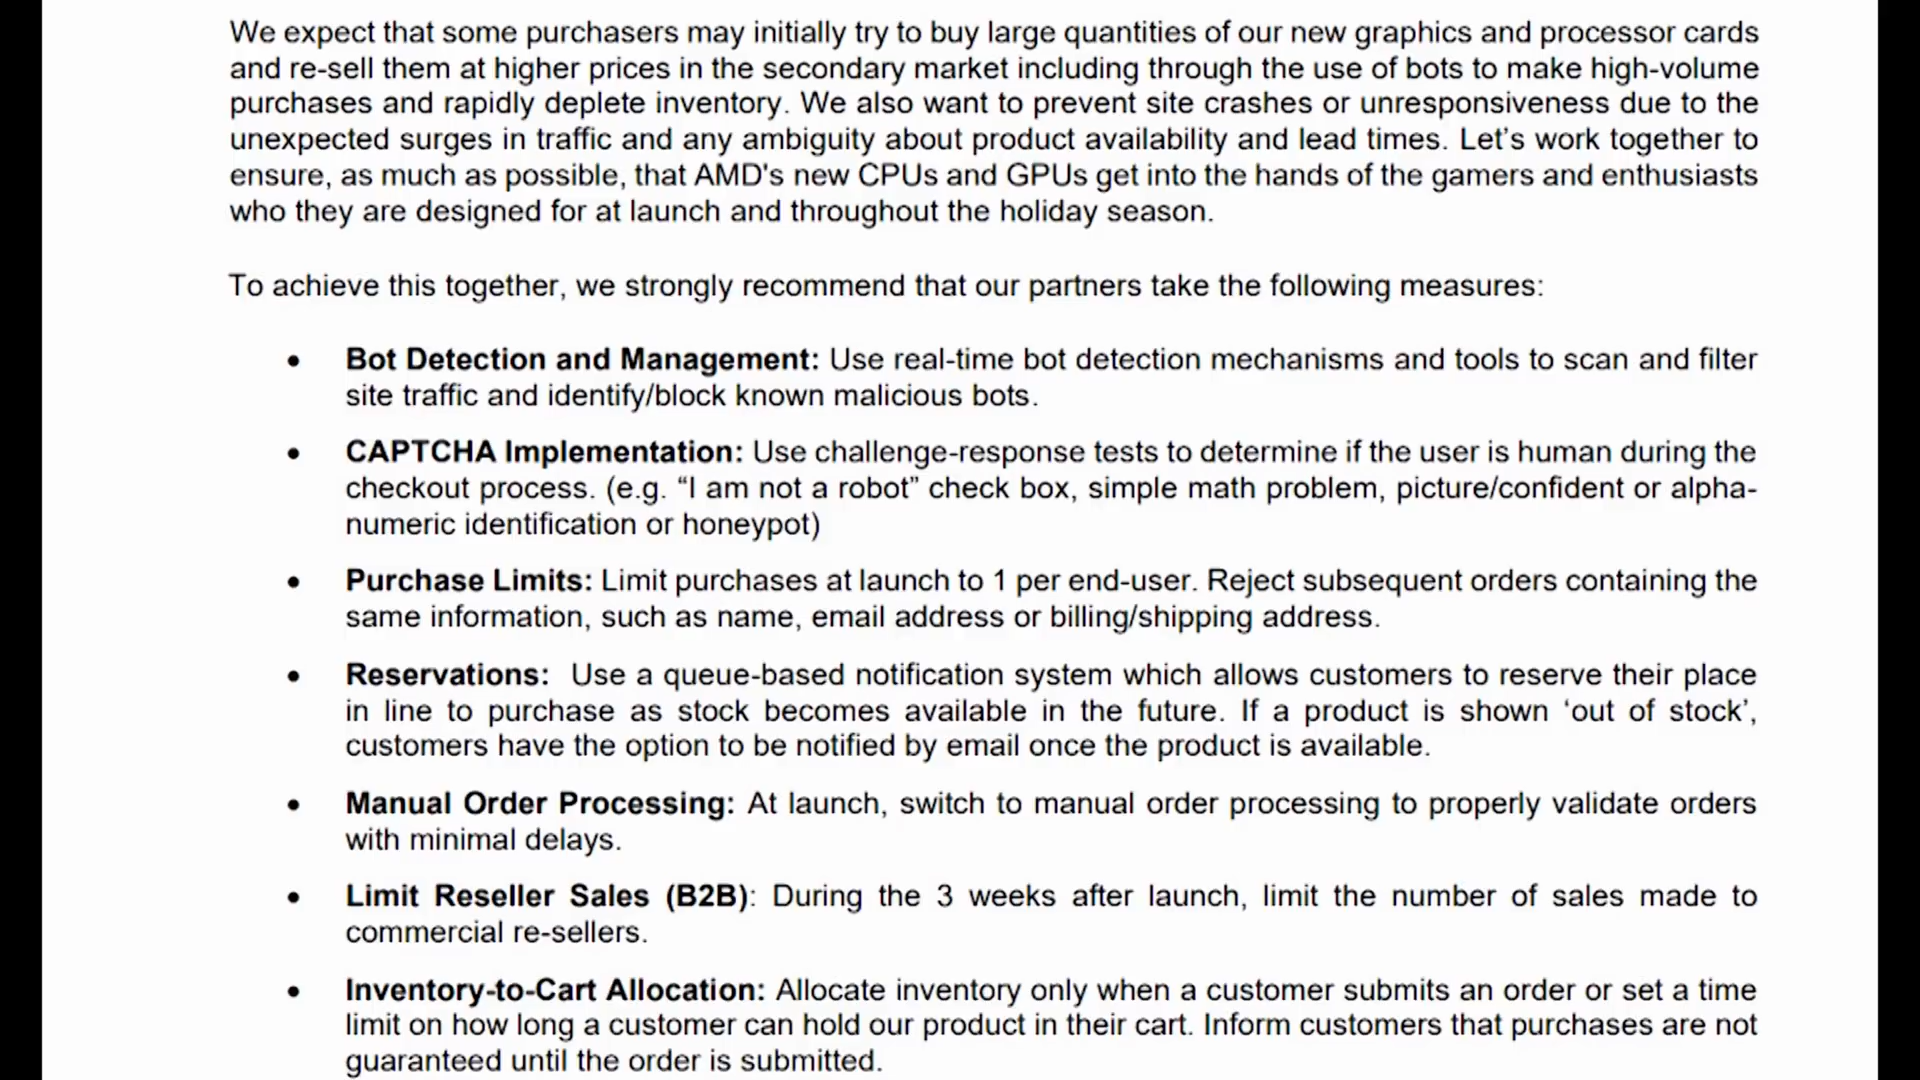 We expect that some purchasers may initially try to buy large quantities of our new graphics and processor cards
and re-sell them at higher prices in the secondary market including through the use of bots to make high-volume
purchases and rapidly deplete inventory. We also want to prevent site crashes or unresponsiveness due to the
unexpected surges in traffic and any ambiguity about product availability and lead times. Let’s work together to
ensure, as much as possible, that AMD's new CPUs and GPUs get into the hands of the gamers and enthusiasts
who they are designed for at launch and throughout the holiday season.
To achieve this together, we strongly recommend that our partners take the following measures:
• Bot Detection and Management: Use real-time bot detection mechanisms and tools to scan and filter
site traffic and identify/block known malicious bots.
• CAPTCHA Implementation: Use challenge-response tests to determine if the user is human during the
checkout process. (e.g. “I am not a robot” check box, simple math problem, picture/confident or alpha-
numeric identification or honeypot)
• Purchase Limits: Limit purchases at launch to 1 per end-user. Reject subsequent orders containing the
same information, such as name, email address or billing/shipping address.
• Reservations: Use a queue-based notification system which allows customers to reserve their place
in line to purchase as stock becomes available in the future. If a product is shown ‘out of stock’,
customers have the option to be notified by email once the product is available.
• Manual Order Processing: At launch, switch to manual order processing to properly validate orders
with minimal delays.
• Limit Reseller Sales (B2B): During the 3 weeks after launch, limit the number of sales made to
commercial re-sellers.
• Inventory-to-Cart Allocation: Allocate inventory only when a customer submits an order or set a time
limit on how long a customer can hold our product in their cart. Inform customers that purchases are not
guaranteed until the order is submitted.